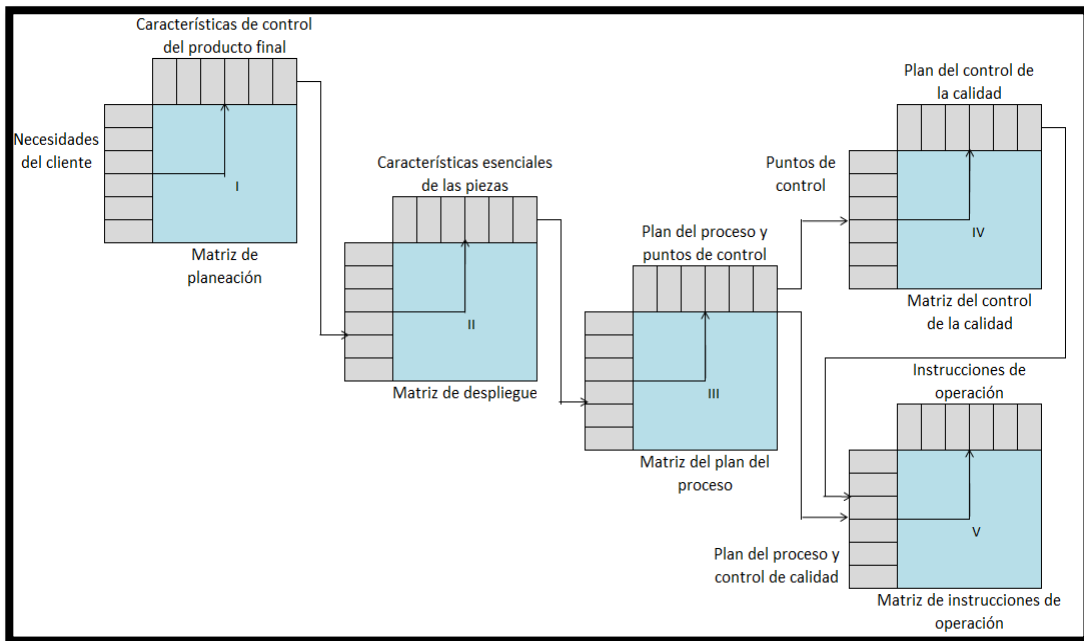 Características de control
del producto final
Necesidades
del cliente
I
Matriz de
planeación
Características esenciales
de las piezas
II
Matriz de despliegue
Plan del proceso y
puntos de control
III
Matriz del plan del
proceso
Plan del control de
la calidad
Puntos de
control
IV
Matriz del control
de la calidad
Instrucciones de
operación
V
Plan del proceso y
control de calidad
Matriz de instrucciones de
operación